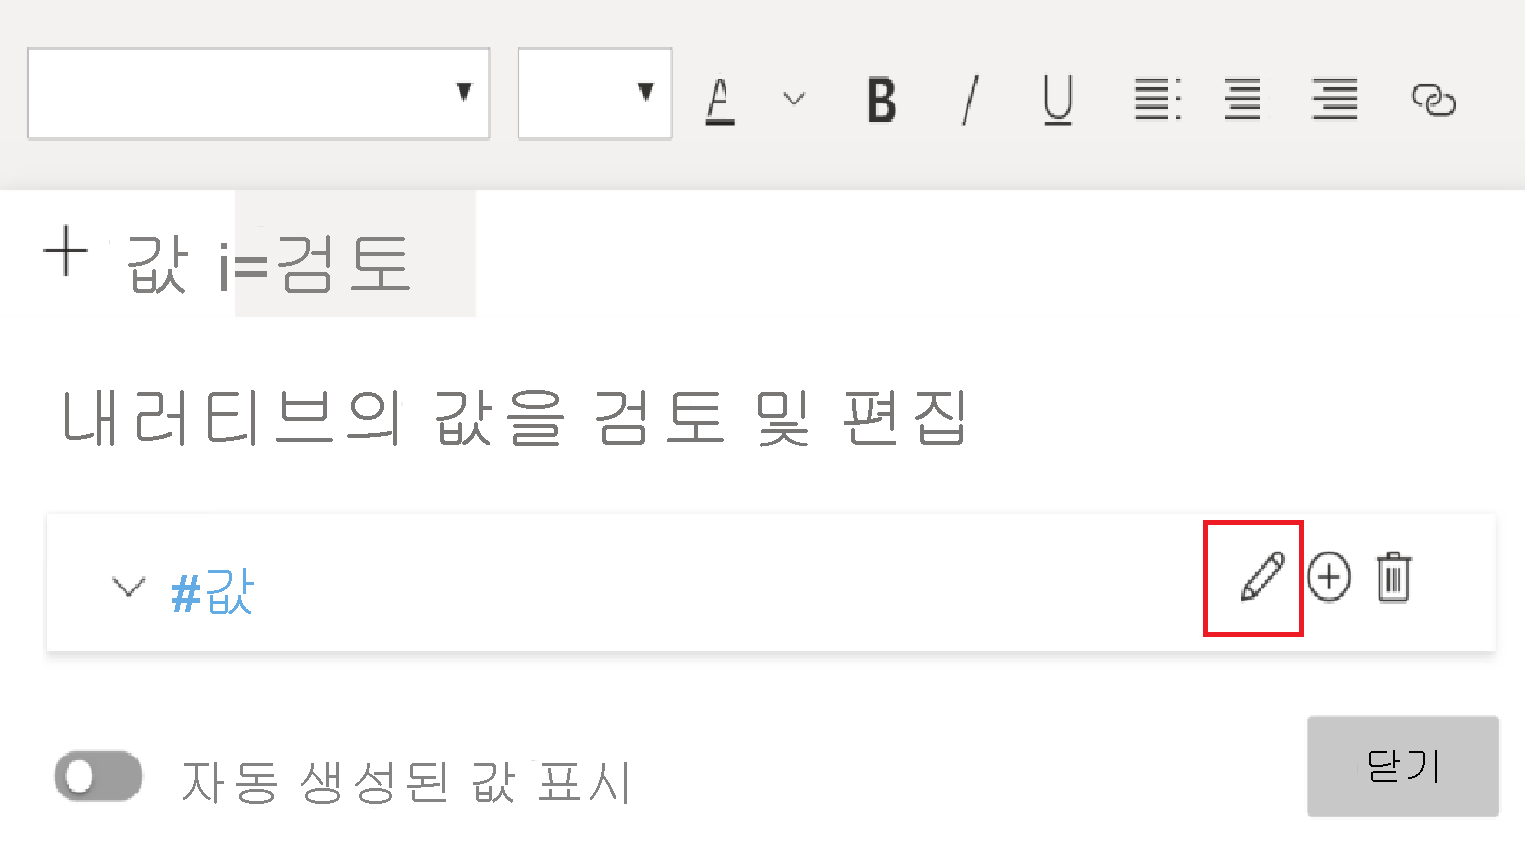 A B / U
+ 값 i=검토
내러티브의 값을 검토 및 편집
#값
자동 생성된 값 표시
닫기